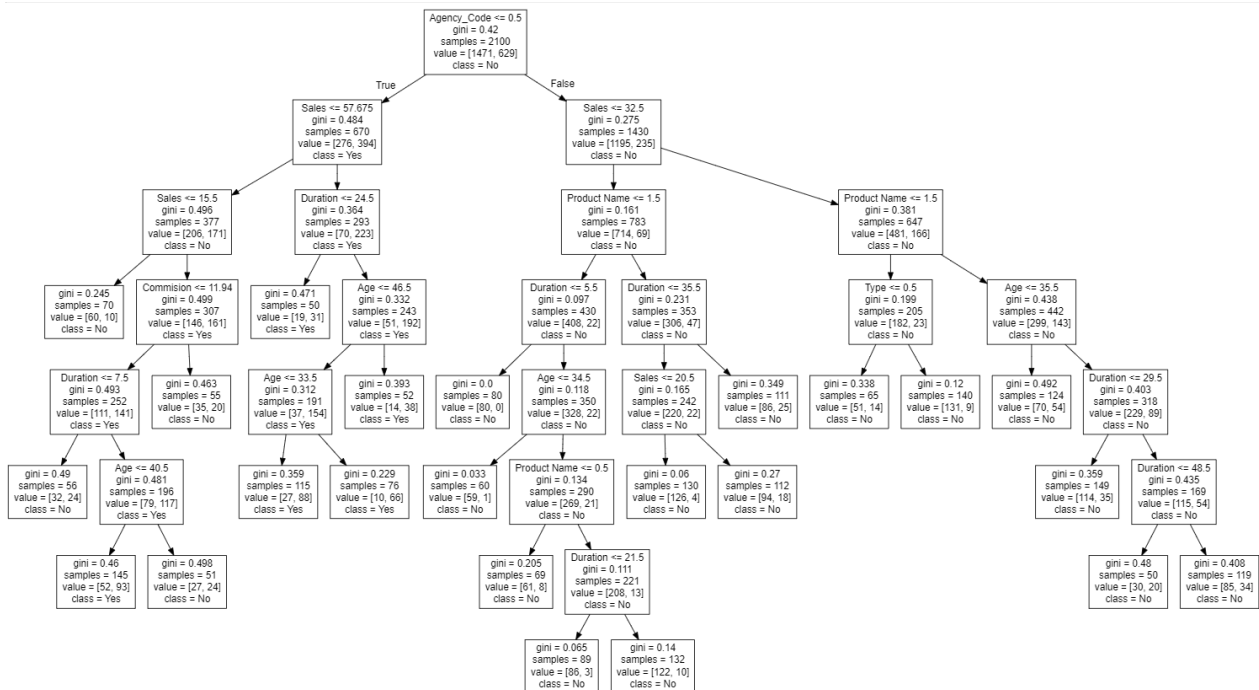 Agency_Code <= 0.5
gini = 0.42
samples = 2100
value = [1471, 629]
class = No
True
False
Sales <= 57.675
gini = 0.484
samples = 670
value = [276, 394]
class = Yes
Sales <= 32.5
gini = 0.275
samples = 1430
value = [1195, 235]
class = No
Sales <= 15.5
gini = 0.496
samples = 377
value = [206, 171]
class = No
Duration <= 24.5
gini = 0.364
samples = 293
value = [70, 223]
class = Yes
Product Name <= 1.5
gini = 0.161
samples = 783
value = [714, 69]
class = No
Product Name <= 1.5
gini = 0.381
samples = 647
value = [481, 166]
class = No
gini = 0.245
samples = 70
value = [60, 10]
class = No
Commision <= 11.94
gini = 0.499
samples = 307
value = [146, 161]
class = Yes
gini = 0.471
samples = 50
value = [19, 31]
class = Yes
Age <= 46.5
gini = 0.332
samples = 243
value = [51, 192]
class = Yes
Duration <= 5.5
gini = 0.097
samples = 430
value = [408, 22]
class = No
Duration <= 35.5
gini = 0.231
samples = 353
value = [306, 47]
class = No
Type <= 0.5
gini = 0.199
samples = 205
value = [182, 23]
class = No
Age <= 35.5
gini = 0.438
samples = 442
value = [299, 143]
class = No
Duration <= 7.5
gini = 0.493
samples = 252
value = [111, 141]
class = Yes
gini = 0.463
samples = 55
value = [35, 20]
class = No
Age <= 33.5
gini = 0.312
samples = 191
value = [37, 154]
class = Yes
gini = 0.393
samples = 52
value = [14, 38]
class = Yes
gini = 0.0
samples = 80
value = [80, 0]
class = No
Age <= 34.5
gini = 0.118
samples = 350
value = [328, 22]
class = No
Sales <= 20.5
gini = 0.165
samples = 242
value = [220, 22]
class = No
gini = 0.349
samples = 111
value = [86, 25]
class = No
gini = 0.338
samples = 65
value = [51, 14]
class = No
gini = 0.12
samples = 140
value = [131, 9]
class = No
gini = 0.492
samples = 124
value = [70, 54]
class = No
Duration <= 29.5
gini = 0.403
samples = 318
value = [229, 89]
class = No
gini = 0.49
samples = 56
value = [32, 24]
class = No
Age <= 40.5
gini = 0.481
samples = 196
value = [79, 117]
class = Yes
gini = 0.359
samples = 115
value = [27, 88]
class = Yes
gini = 0.229
samples = 76
value = [10, 66]
class = Yes
gini = 0.033
samples = 60
value = [59, 1]
class = No
Product Name <= 0.5
gini = 0.134
samples = 290
value = [269, 21]
class = No
gini = 0.06
samples = 130
value = [126, 4]
class = No
gini = 0.27
samples = 112
value = [94, 18]
class = No
gini = 0.359
samples = 149
value = [114, 35]
class = No
Duration <= 48.5
gini = 0.435
samples = 169
value = [115, 54]
class = No
gini = 0.46
samples = 145
value = [52, 93]
class = Yes
gini = 0.498
samples = 51
value = [27, 24]
class = No
gini = 0.205
samples = 69
value = [61, 8]
class = No
Duration <= 21.5
gini = 0.111
samples = 221
value = [208, 13]
class = No
gini = 0.48
samples = 50
value = [30, 20]
class = No
gini = 0.408
samples = 119
value = [85, 34]
class = No
gini = 0.065
samples = 89
value = [86, 3]
class = No
gini = 0.14
samples = 132
value = [122, 10]
class = No